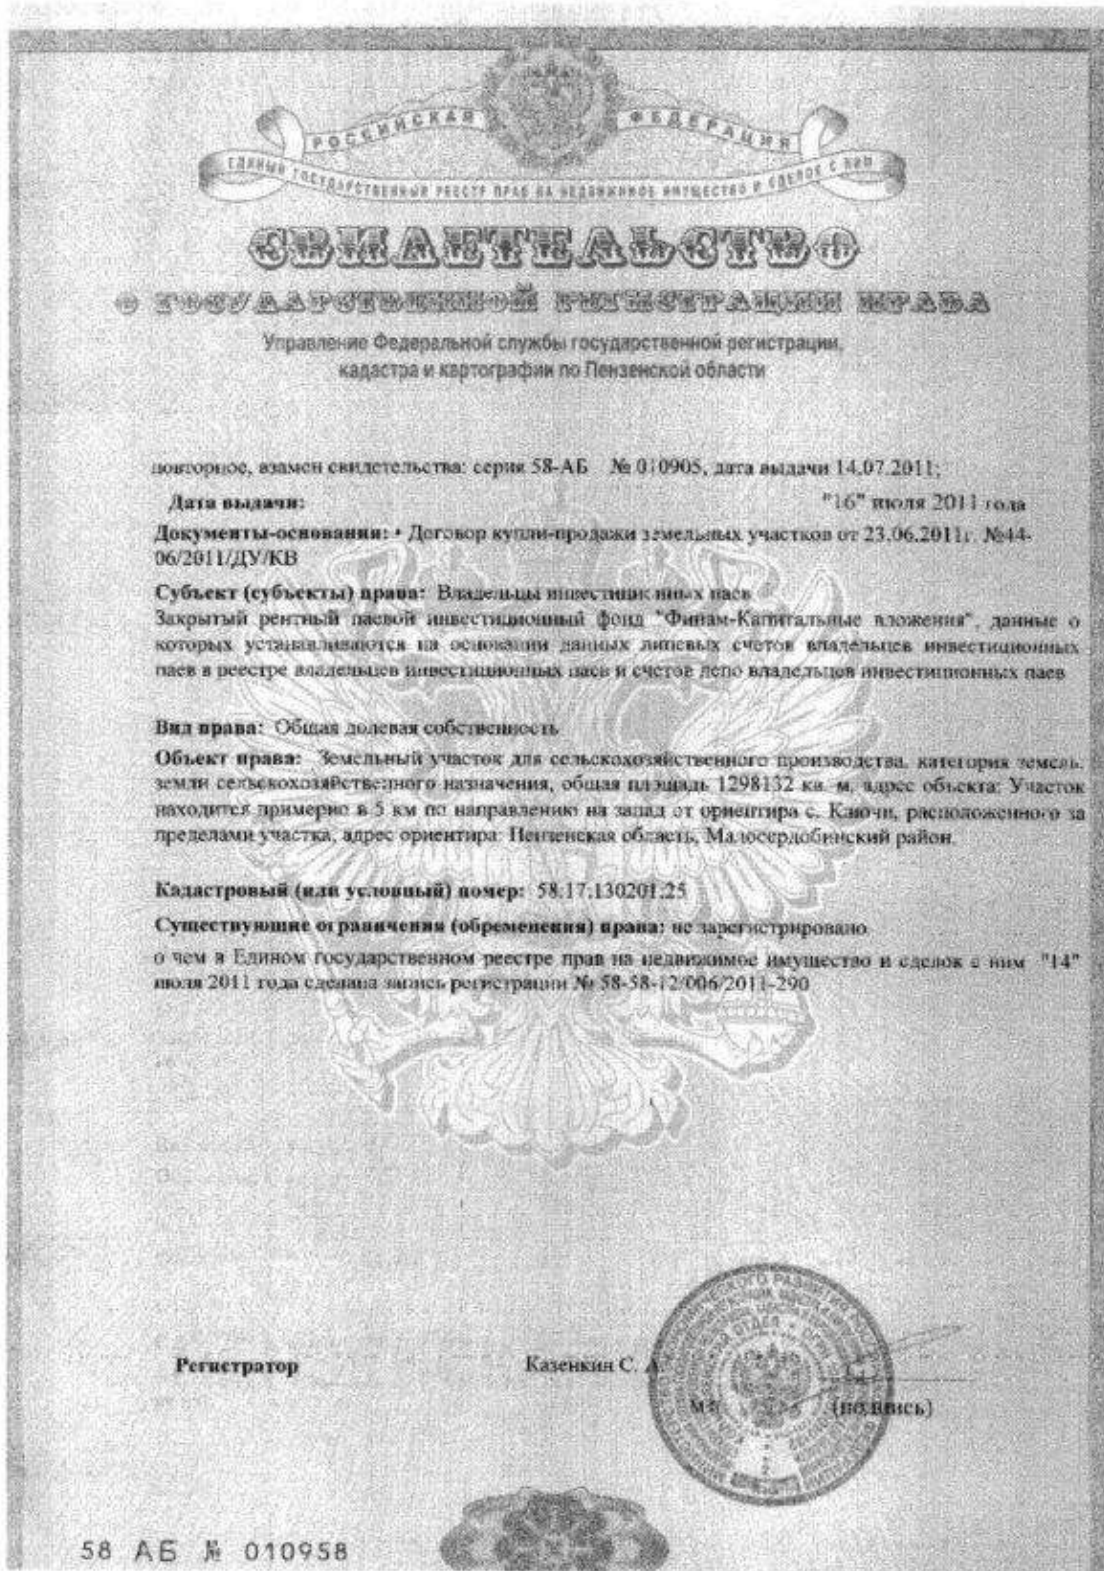 РОССИЙСКАЯ ФЕДЕРАЦИЯ
ЕДИНЫЙ ГОСУДАРСТВЕННЫЙ РЕЕСТР ПРАВ НА НЕДВИЖИМОЕ ИМУЩЕСТВО И СДЕЛОК С НИМ
СВИДЕТЕЛЬСТВО
О ГОСУДАРСТВЕННОЙ РЕГИСТРАЦИИ ПРАВА
Управление Федеральной службы государственной регистрации,
кадастра и картографии по Пензенской области
повторное, взамен свидетельства: серия 58-АБ № 010905, дата выдачи 14.07.2011;
Дата выдачи: "16" июля 2011 года
Документы-основания: • Договор купли-продажи земельных участков от 23.06.2011г. №44-
06/2011/ДУ/КВ
Субъект (субъекты) права: Владельцы инвестиционных паев
Закрытый рентный паевой инвестиционный фонд "Финам-Капитальные вложения", данные о
которых устанавливаются на основании данных лицевых счетов владельцев инвестиционных
паев в реестре владельцев инвестиционных паев и счетов депо владельцев инвестиционных паев
Вид права: Общая долевая собственность
Объект права: Земельный участок для сельскохозяйственного производства, категория земель:
земли сельскохозяйственного назначения, общая площадь 1298132 кв. м, адрес объекта: Участок
находится примерно в 5 км по направлению на запад от ориентира с. Ключи, расположенного за
пределами участка, адрес ориентира: Пензенская область, Малосердобинский район.
Кадастровый (или условный) номер: 58:17:130201:25
Существующие ограничения (обременения) права: не зарегистрировано
о чем в Едином государственном реестре прав на недвижимое имущество и сделок с ним "14"
июля 2011 года сделана запись регистрации № 58-58-12/006/2011-290
Регистратор Казенкин С. А.
(подпись)
58 АБ № 010958